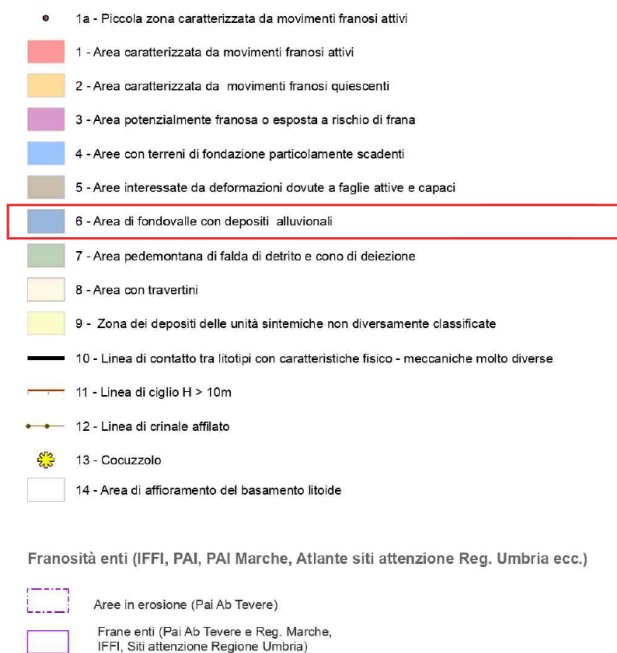 1a - Piccola zona caratterizzata da movimenti franosi attivi
1 - Area caratterizzata da movimenti franosi attivi
2 - Area caratterizzata da movimenti franosi quiescenti
3 - Area potenzialmente franosa o esposta a rischio di frana
4 - Aree con terreni di fondazione particolamente scadenti
5 - Aree interessate da deformazioni dovute a faglie attive e capaci
6 - Area di fondovalle con depositi alluvionali
7 - Area pedemontana di falda di detrito e cono di deiezione
8 - Area con travertini
9 - Zona dei depositi delle unità sintemiche non diversamente classificate
10 - Linea di contatto tra litotipi con caratteristiche fisico - meccaniche molto diverse
11 - Linea di ciglio H > 10m
12 - Linea di crinale affilato
13 - Cocuzzolo
14 - Area di affioramento del basamento litoide
Franosità enti (IFFI, PAI, PAI Marche, Atlante siti attenzione Reg. Umbria ecc.)
Aree in erosione (Pai Ab Tevere)
Frane enti (Pai Ab Tevere e Reg. Marche,
IFFI, Siti attenzione Regione Umbria)